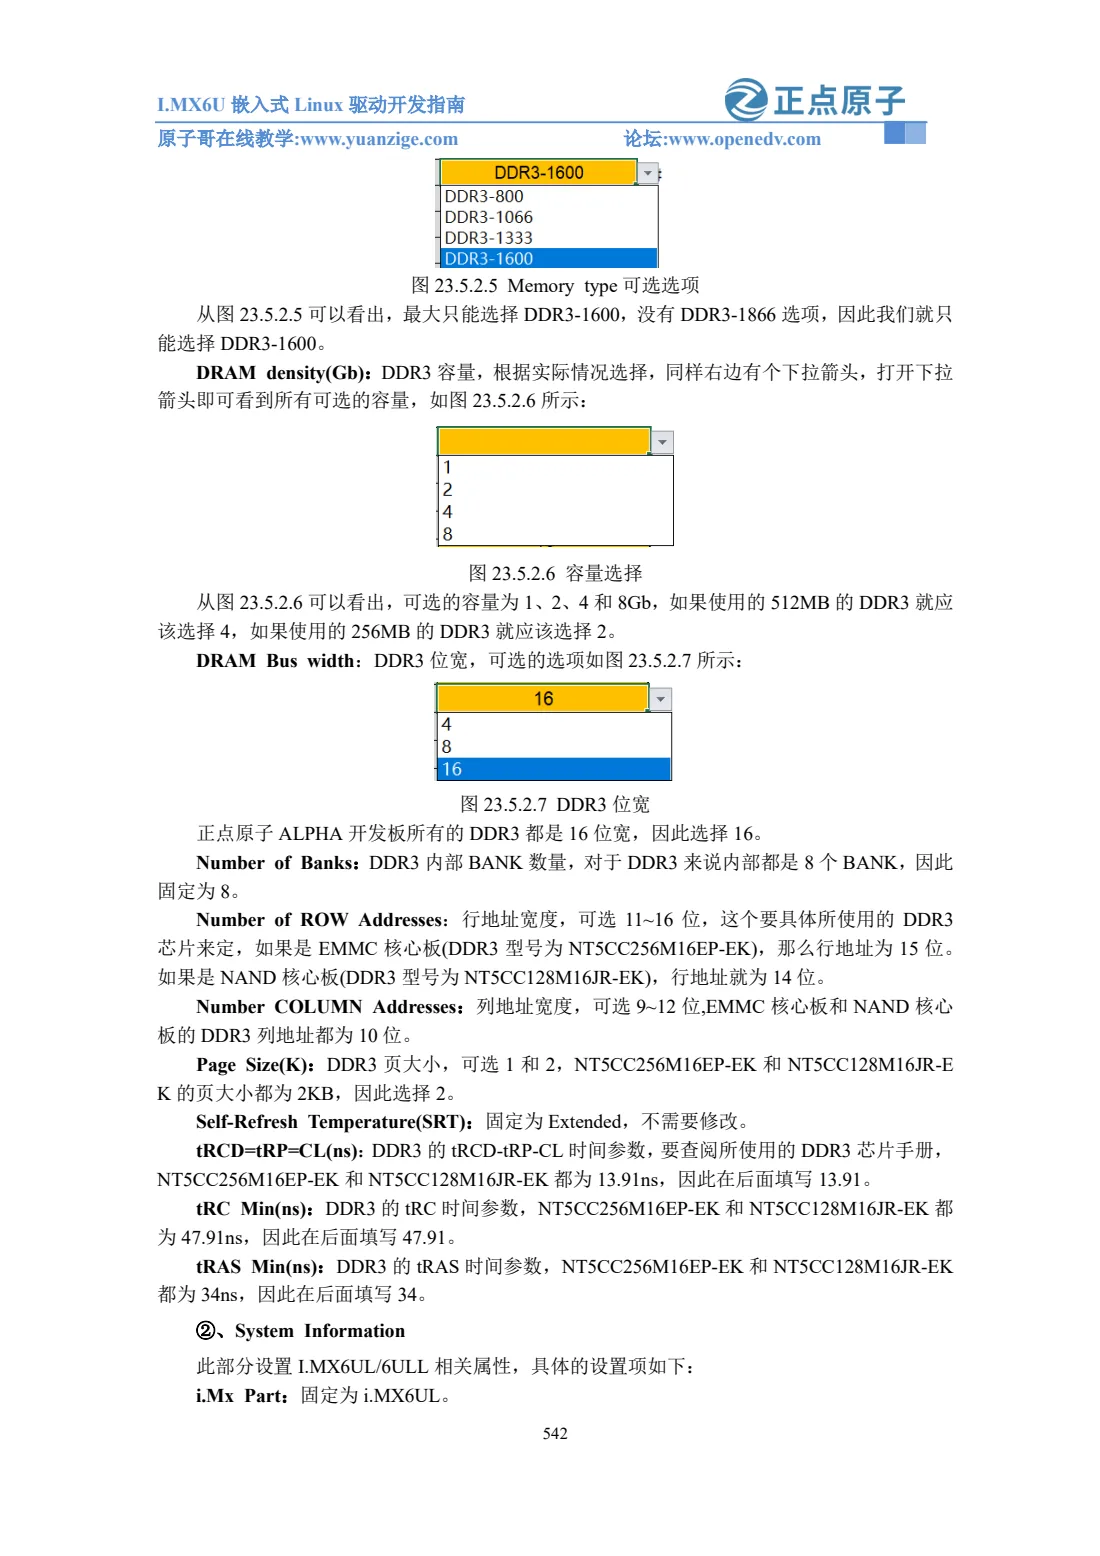 I.MX6U 嵌入式 Linux 驱动开发指南
正点原子
原子哥在线教学:www.yuanzige.com 论坛:www.openedv.com
DDR3-1600
DDR3-800
DDR3-1066
DDR3-1333
DDR3-1600
图 23.5.2.5 Memory type 可选选项
从图 23.5.2.5 可以看出，最大只能选择 DDR3-1600，没有 DDR3-1866 选项，因此我们就只
能选择 DDR3-1600。
DRAM density(Gb)：DDR3 容量，根据实际情况选择，同样右边有个下拉箭头，打开下拉
箭头即可看到所有可选的容量，如图 23.5.2.6 所示：
1
2
4
8
图 23.5.2.6 容量选择
从图 23.5.2.6 可以看出，可选的容量为 1、2、4 和 8Gb，如果使用的 512MB 的 DDR3 就应
该选择 4，如果使用的 256MB 的 DDR3 就应该选择 2。
DRAM Bus width：DDR3 位宽，可选的选项如图 23.5.2.7 所示：
16
4
8
16
图 23.5.2.7 DDR3 位宽
正点原子 ALPHA 开发板所有的 DDR3 都是 16 位宽，因此选择 16。
Number of Banks：DDR3 内部 BANK 数量，对于 DDR3 来说内部都是 8 个 BANK，因此
固定为 8。
Number of ROW Addresses：行地址宽度，可选 11~16 位，这个要具体所使用的 DDR3
芯片来定，如果是 EMMC 核心板(DDR3 型号为 NT5CC256M16EP-EK)，那么行地址为 15 位。
如果是 NAND 核心板(DDR3 型号为 NT5CC128M16JR-EK)，行地址就为 14 位。
Number COLUMN Addresses：列地址宽度，可选 9~12 位,EMMC 核心板和 NAND 核心
板的 DDR3 列地址都为 10 位。
Page Size(K)：DDR3 页大小，可选 1 和 2，NT5CC256M16EP-EK 和 NT5CC128M16JR-E
K 的页大小都为 2KB，因此选择 2。
Self-Refresh Temperature(SRT)：固定为 Extended，不需要修改。
tRCD=tRP=CL(ns)：DDR3 的 tRCD-tRP-CL 时间参数，要查阅所使用的 DDR3 芯片手册，
NT5CC256M16EP-EK 和 NT5CC128M16JR-EK 都为 13.91ns，因此在后面填写 13.91。
tRC Min(ns)：DDR3 的 tRC 时间参数，NT5CC256M16EP-EK 和 NT5CC128M16JR-EK 都
为 47.91ns，因此在后面填写 47.91。
tRAS Min(ns)：DDR3 的 tRAS 时间参数，NT5CC256M16EP-EK 和 NT5CC128M16JR-EK
都为 34ns，因此在后面填写 34。
②、System Information
此部分设置 I.MX6UL/6ULL 相关属性，具体的设置项如下：
i.Mx Part：固定为 i.MX6UL。
542